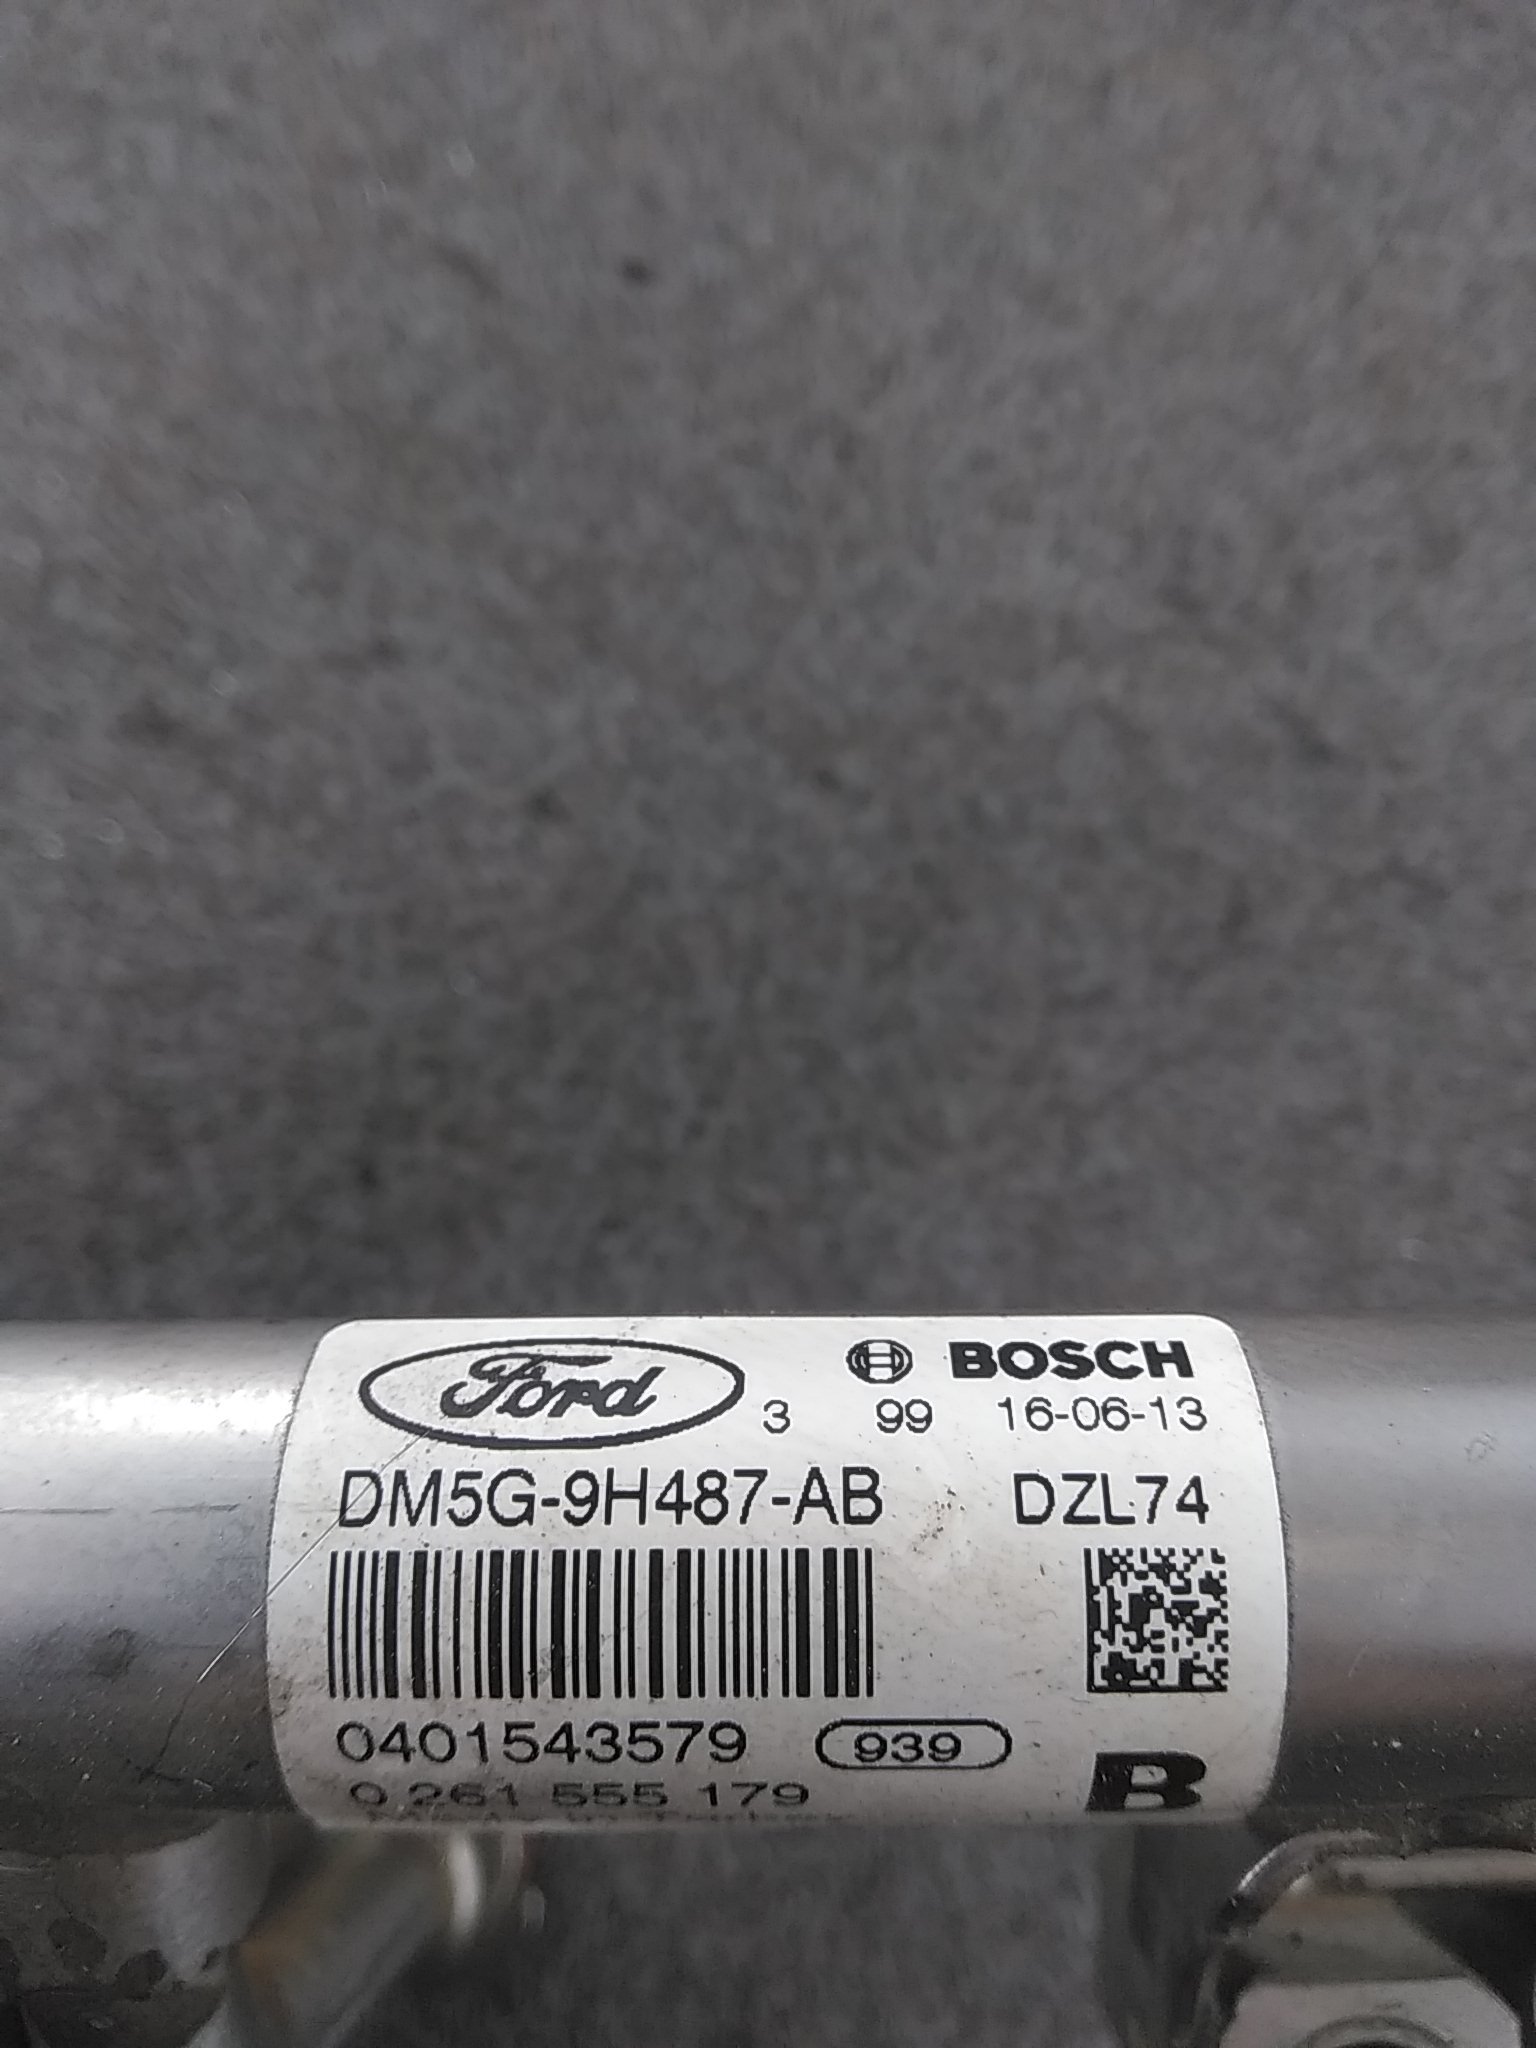 Ford 3 99 BOSCH
16-06-13
DM5G-9H487-AB DZL74
0401543579 939
0 261 555 179
B